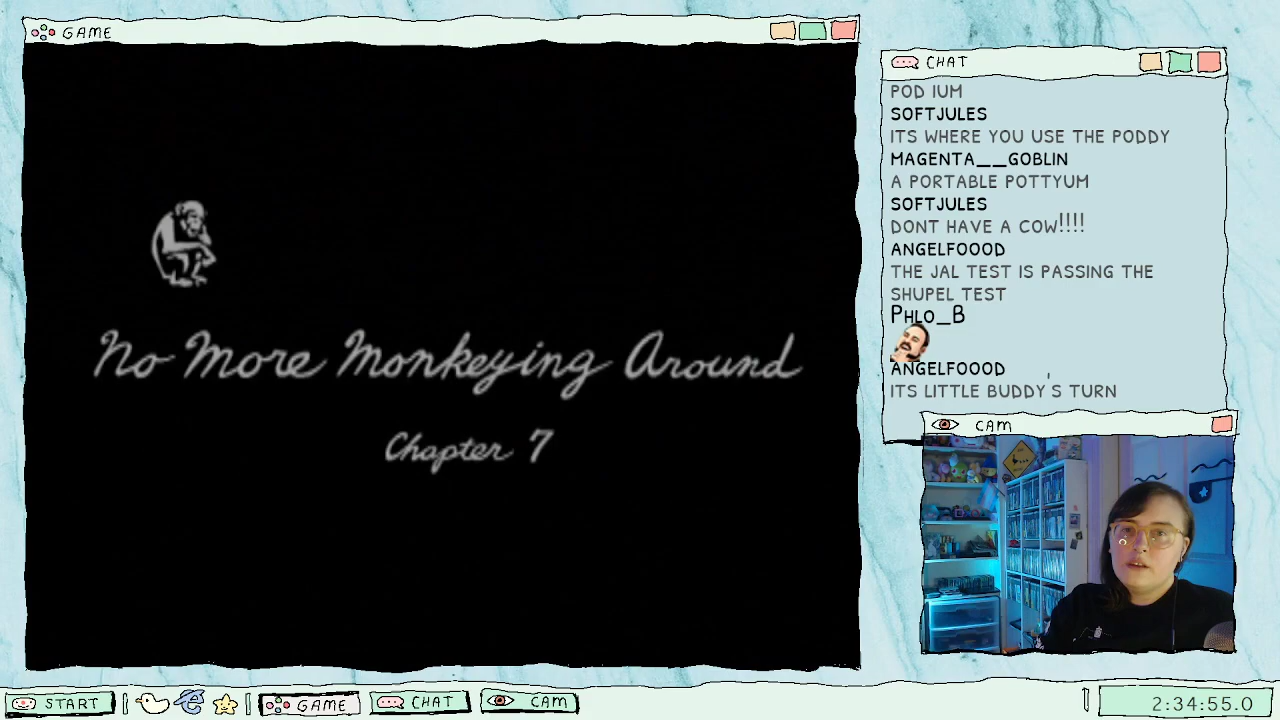 GAME
No More Monkeying Around
Chapter 7
CHAT
POD IUM
SOFTJULES
ITS WHERE YOU USE THE PODDY
MAGENTA__GOBLIN
A PORTABLE POTTYUM
SOFTJULES
DONT HAVE A COW!!!!
ANGELFOOOD
THE JAL TEST IS PASSING THE
SHUPEL TEST
PHLO_B
ANGELFOOOD
ITS LITTLE BUDDY'S TURN
CAM
START
GAME
CHAT
CAM
2:34:55.0